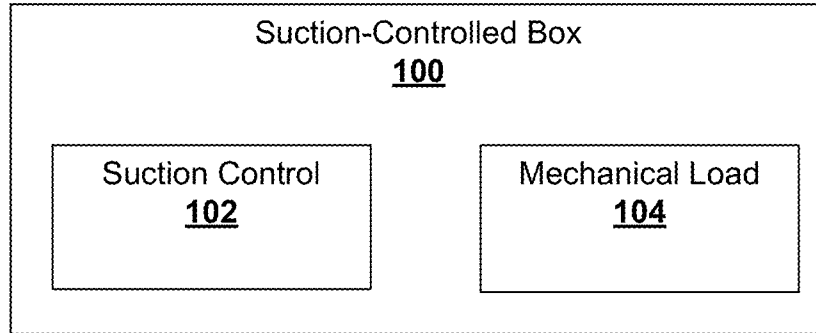 Suction-Controlled Box
100
Suction Control
102
Mechanical Load
104